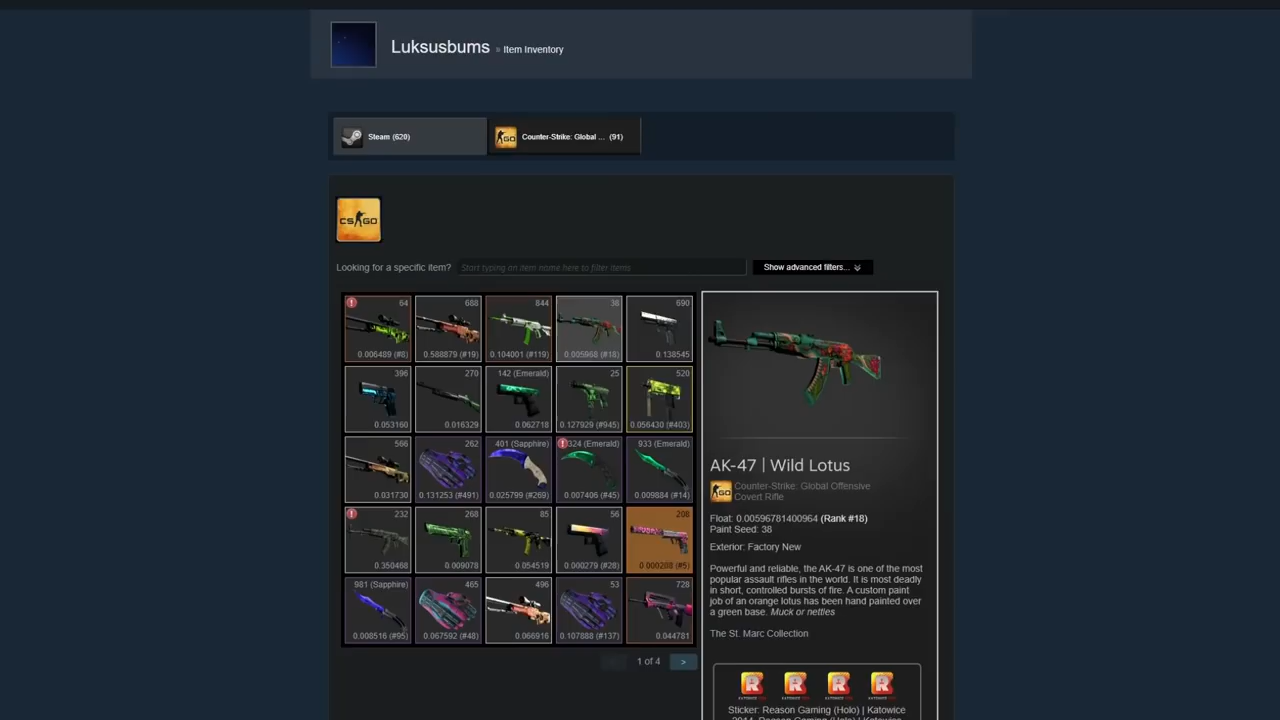 Luksusbums » Item Inventory
Steam (620)
Counter-Strike: Global ... (91)
CS GO
Looking for a specific item?
Start typing an item name here to filter items
Show advanced filters...
64
688
844
38
690
0.006489 (#8)
0.588879 (#19)
0.104001 (#119)
0.005968 (#18)
0.138545
396
270
142 (Emerald)
25
520
0.053160
0.016329
0.062718
0.127929 (#945)
0.056430 (#403)
566
262
401 (Sapphire)
324 (Emerald)
933 (Emerald)
0.031730
0.131253 (#491)
0.025799 (#269)
0.007406 (#45)
0.009884 (#14)
232
268
85
56
208
0.350468
0.009078
0.054519
0.000279 (#28)
0.000208 (#5)
981 (Sapphire)
465
496
53
728
0.008516 (#95)
0.067592 (#48)
0.066916
0.107888 (#137)
0.044781
1 of 4
>
AK-47 | Wild Lotus
Counter-Strike: Global Offensive
Covert Rifle
Float: 0.00596781400964 (Rank #18)
Paint Seed: 38
Exterior: Factory New
Powerful and reliable, the AK-47 is one of the most
popular assault rifles in the world. It is most deadly
in short, controlled bursts of fire. A custom paint
job of an orange lotus has been hand painted over
a green base. Muck or nettles
The St. Marc Collection
Sticker: Reason Gaming (Holo) | Katowice
2014, Reason Gaming (Holo) | Katowice